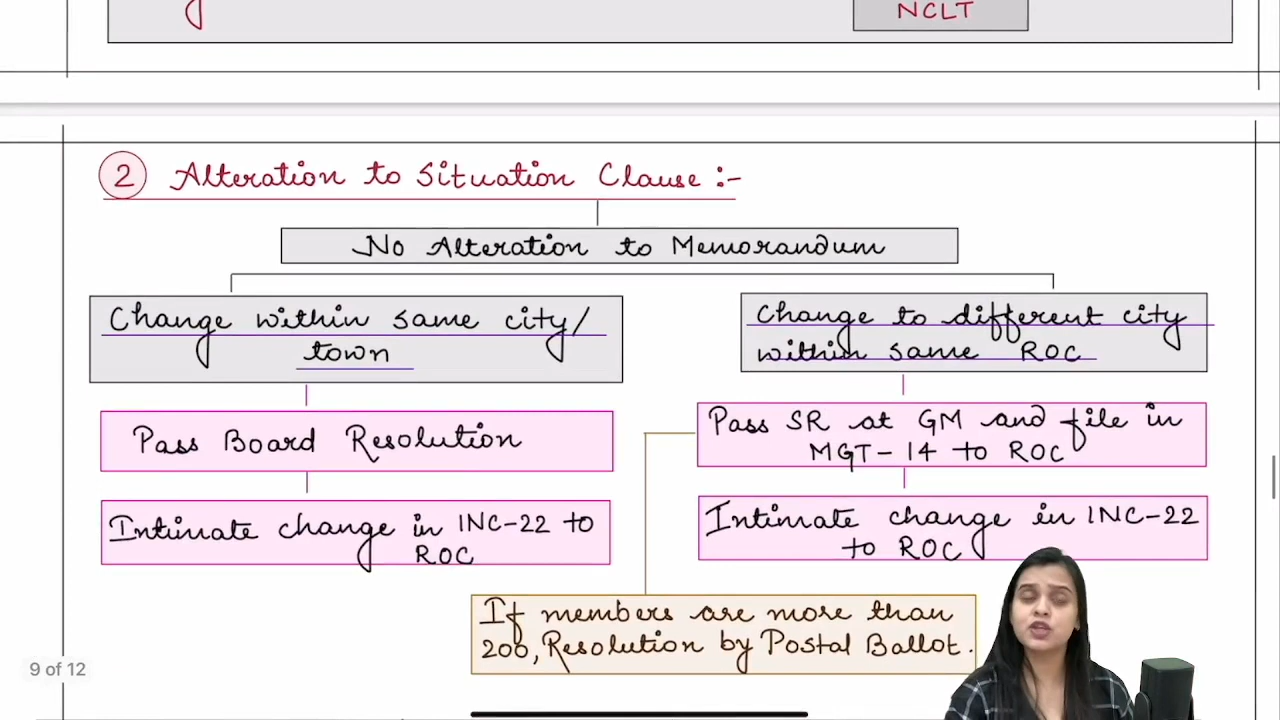 NCLT
2 Alteration to Situation Clause :-
No Alteration to Memorandum
Change within same city/
town
Change to different city
within same ROC
Pass Board Resolution
Pass SR at GM and file in
MGT-14 to ROC
Intimate change in INC-22 to
ROC
Intimate change in INC-22
to ROC
If members are more than
200, Resolution by Postal Ballot.
9 of 12